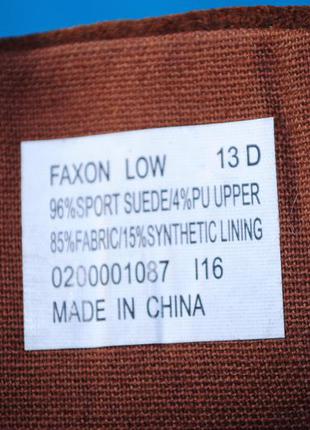 FAXON LOW 13 D
96%SPORT SUEDE/4%PU UPPER
85%FABRIC/15%SYNTHETIC LINING
0200001087 I16
MADE IN CHINA